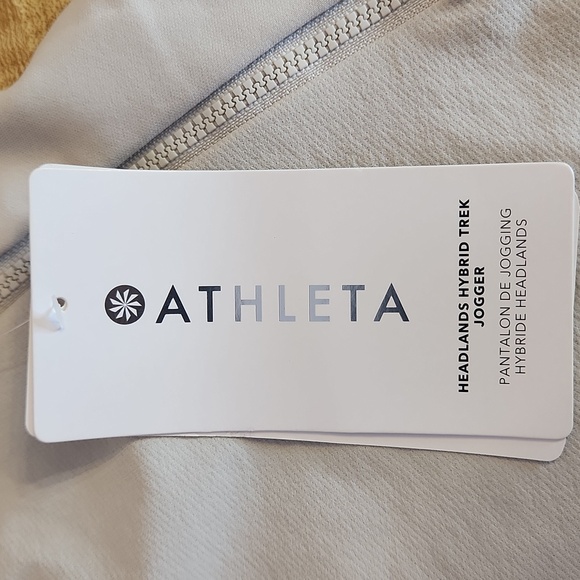 ATHLETA
HEADLANDS HYBRID TREK
JOGGER
PANTALON DE JOGGING
HYBRIDE HEADLANDS